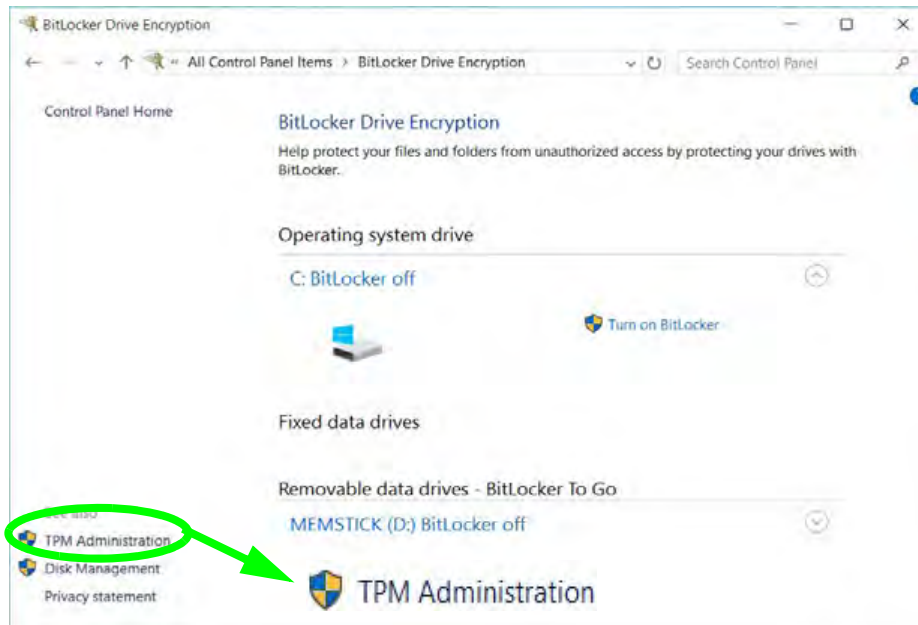 BitLocker Drive Encryption
« All Control Panel Items > BitLocker Drive Encryption
Search Control Panel
Control Panel Home
BitLocker Drive Encryption
Help protect your files and folders from unauthorized access by protecting your drives with
BitLocker.
Operating system drive
C: BitLocker off
Turn on BitLocker
Fixed data drives
Removable data drives - BitLocker To Go
MEMSTICK (D:) BitLocker off
See also
TPM Administration
Disk Management
Privacy statement
TPM Administration